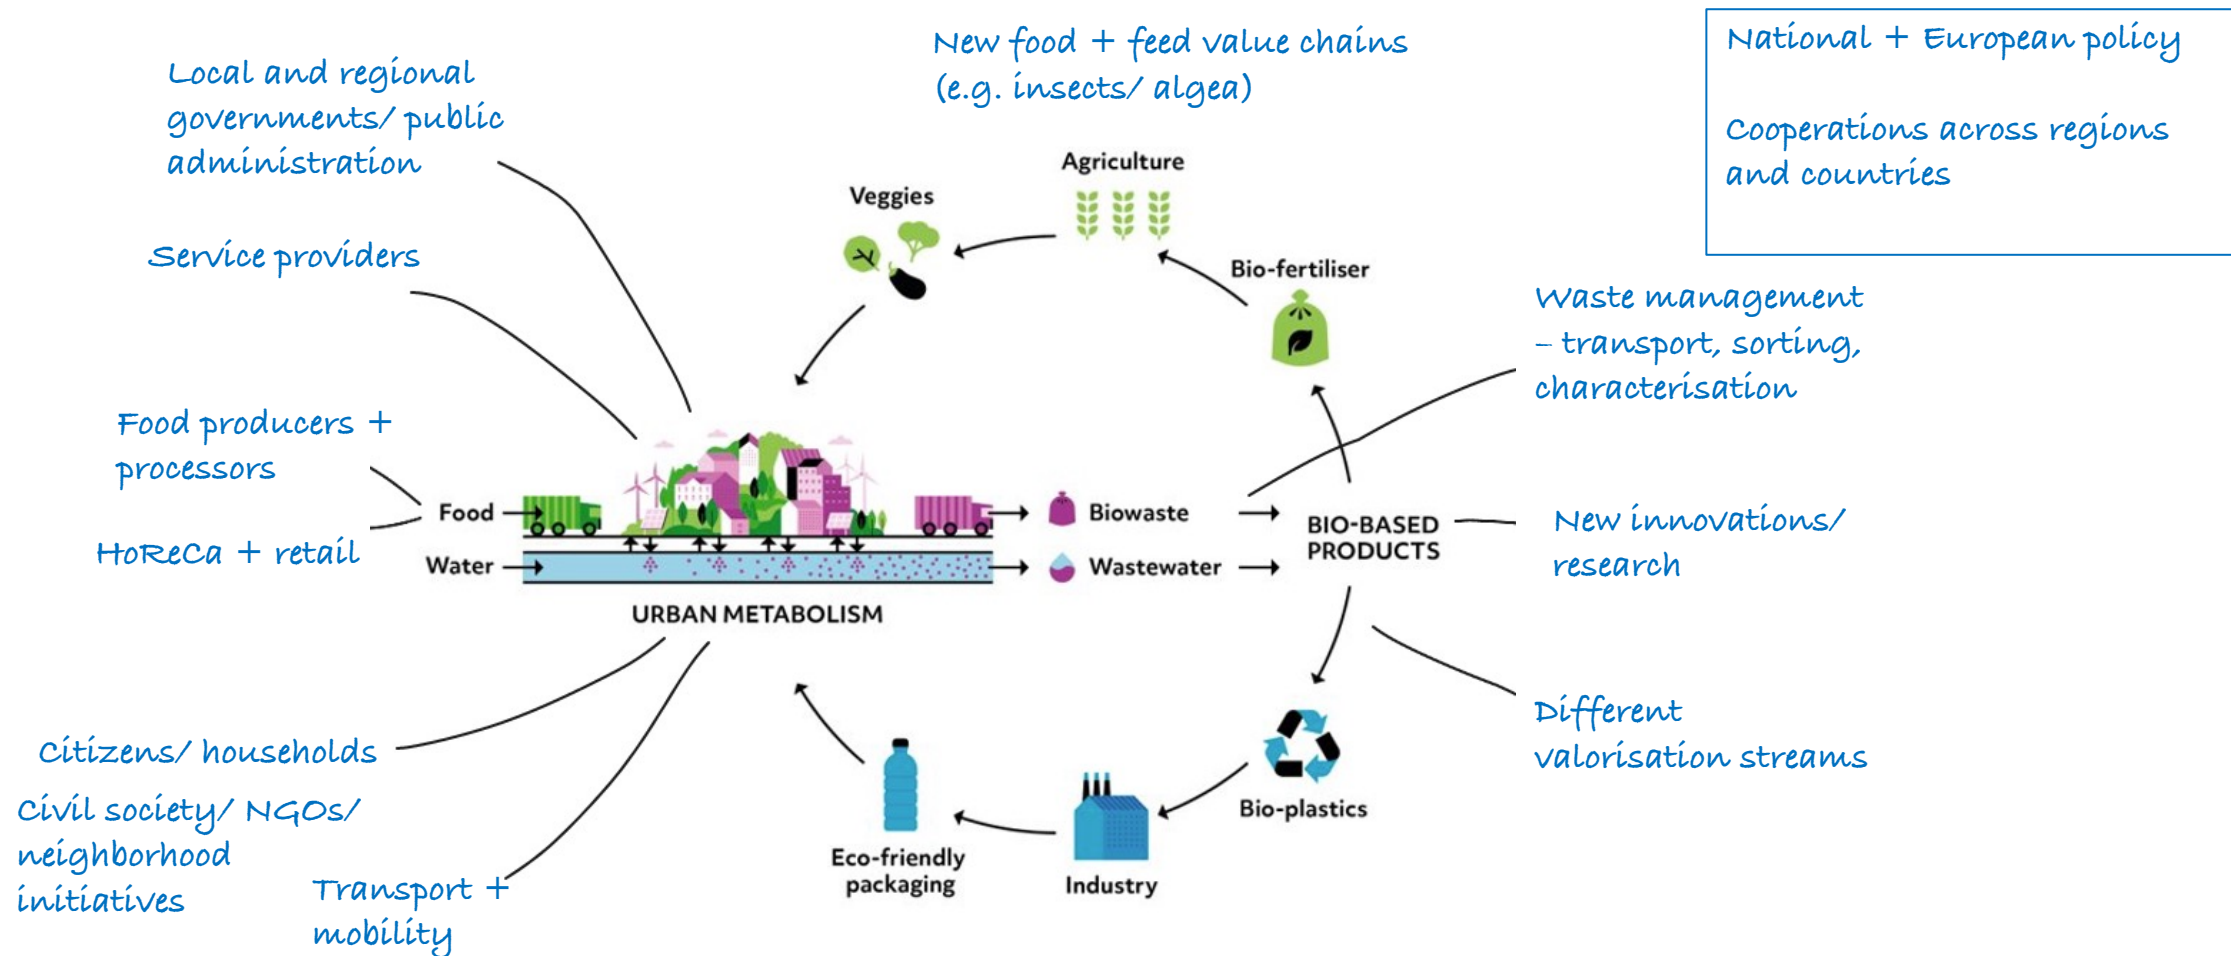 New food + feed value chains
(e.g. insects/ algea)
National + European policy
Cooperations across regions
and countries
Local and regional
governments/ public
administration
Service providers
Food producers +
processors
HoReCa + retail
Agriculture
Veggies
Bio-fertiliser
Waste management
– transport, sorting,
characterisation
Food
Water
Biowaste
Wastewater
BIO-BASED
PRODUCTS
New innovations/
research
URBAN METABOLISM
Different
valorisation streams
Citizens/ households
Civil society/ NGOs/
neighborhood
initiatives
Transport +
mobility
Eco-friendly
packaging
Industry
Bio-plastics